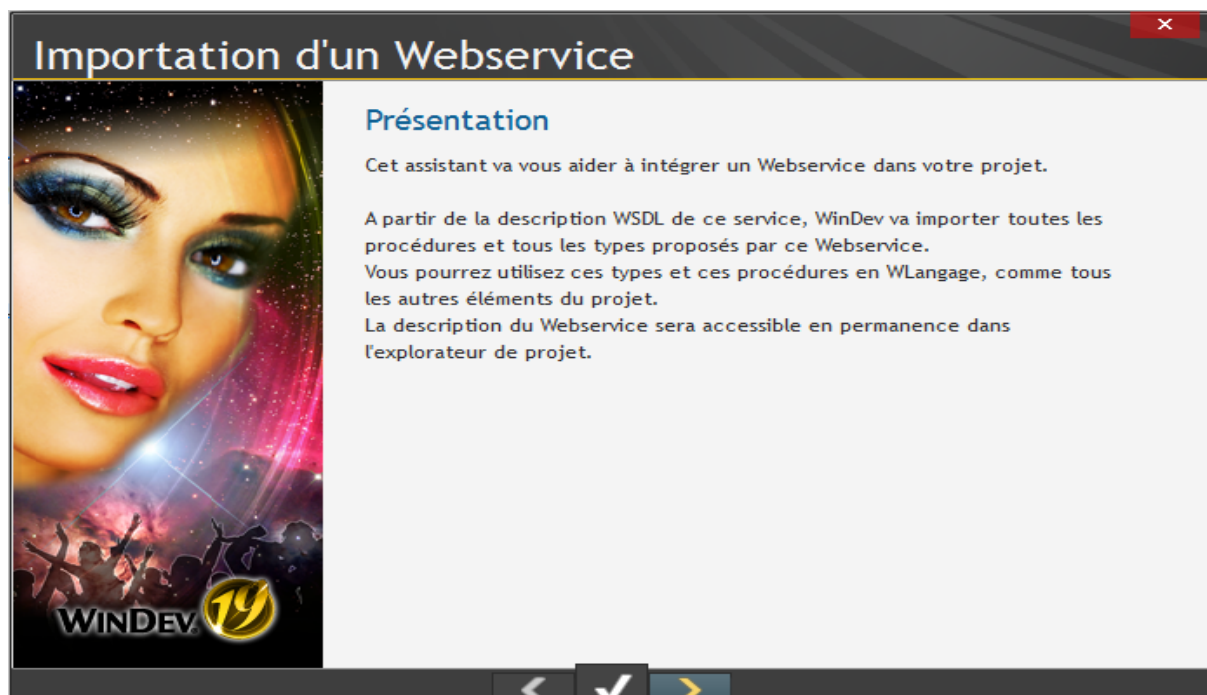 Importation d'un Webservice
Présentation
Cet assistant va vous aider à intégrer un Webservice dans votre projet.
A partir de la description WSDL de ce service, WinDev va importer toutes les
procédures et tous les types proposés par ce Webservice.
Vous pourrez utilisez ces types et ces procédures en WLangage, comme tous
les autres éléments du projet.
La description du Webservice sera accessible en permanence dans
l'explorateur de projet.
WINDEV 19